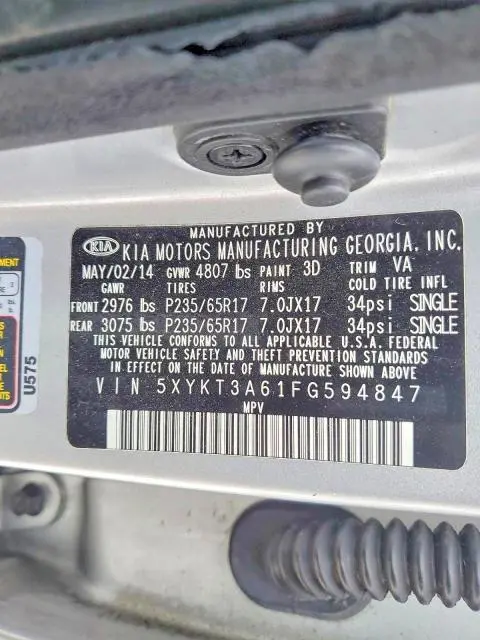 MANUFACTURED BY
KIA KIA MOTORS MANUFACTURING GEORGIA, INC.
MAY/02/14 GVWR 4807 lbs PAINT 3D TRIM VA
GAWR TIRES RIMS COLD TIRE INFL
FRONT 2976 lbs P235/65R17 7.0JX17 34psi SINGLE
REAR 3075 lbs P235/65R17 7.0JX17 34psi SINGLE
THIS VEHICLE CONFORMS TO ALL APPLICABLE U.S.A. FEDERAL
MOTOR VEHICLE SAFETY AND THEFT PREVENTION STANDARDS
IN EFFECT ON THE DATE OF MANUFACTURE SHOWN ABOVE
VIN 5XYKT3A61FG594847
MPV
U575